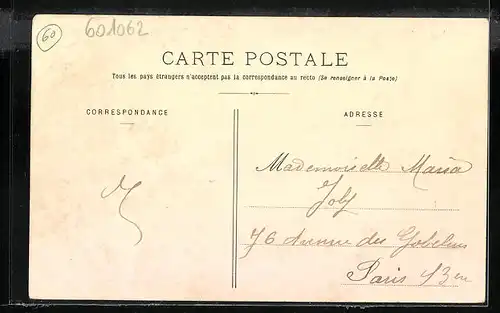 60
601062
CARTE POSTALE
Tous les pays étrangers n'acceptent pas la correspondance au recto (Se renseigner à la Poste)
CORRESPONDANCE
ADRESSE
Mademoiselle Maria
Joly
76 Avenue des Gobelins
Paris 13em